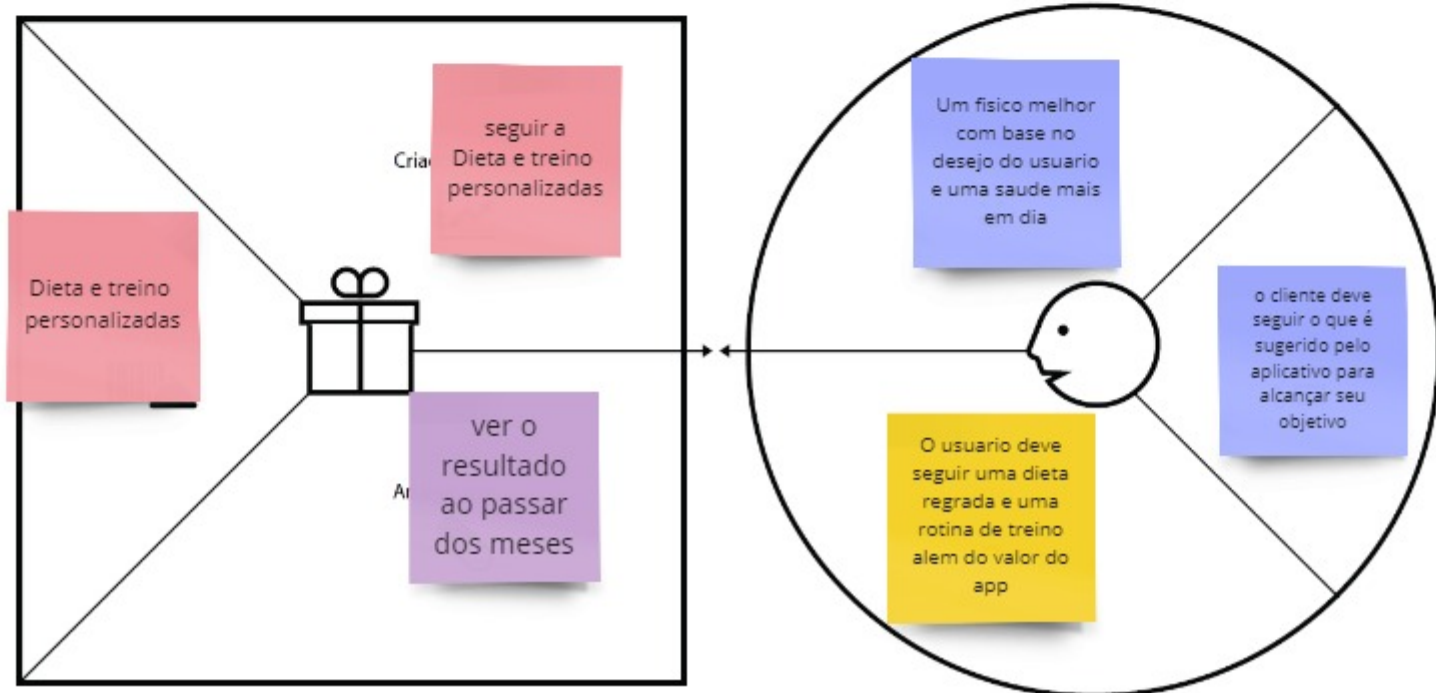 seguir a
Dieta e treino
personalizadas
Dieta e treino
personalizadas
ver o
resultado
ao passar
dos meses
Um fisico melhor
com base no
desejo do usuario
e uma saude mais
em dia
o cliente deve
seguir o que é
sugerido pelo
aplicativo para
alcançar seu
objetivo
O usuario deve
seguir uma dieta
regrada e uma
rotina de treino
alem do valor do
app